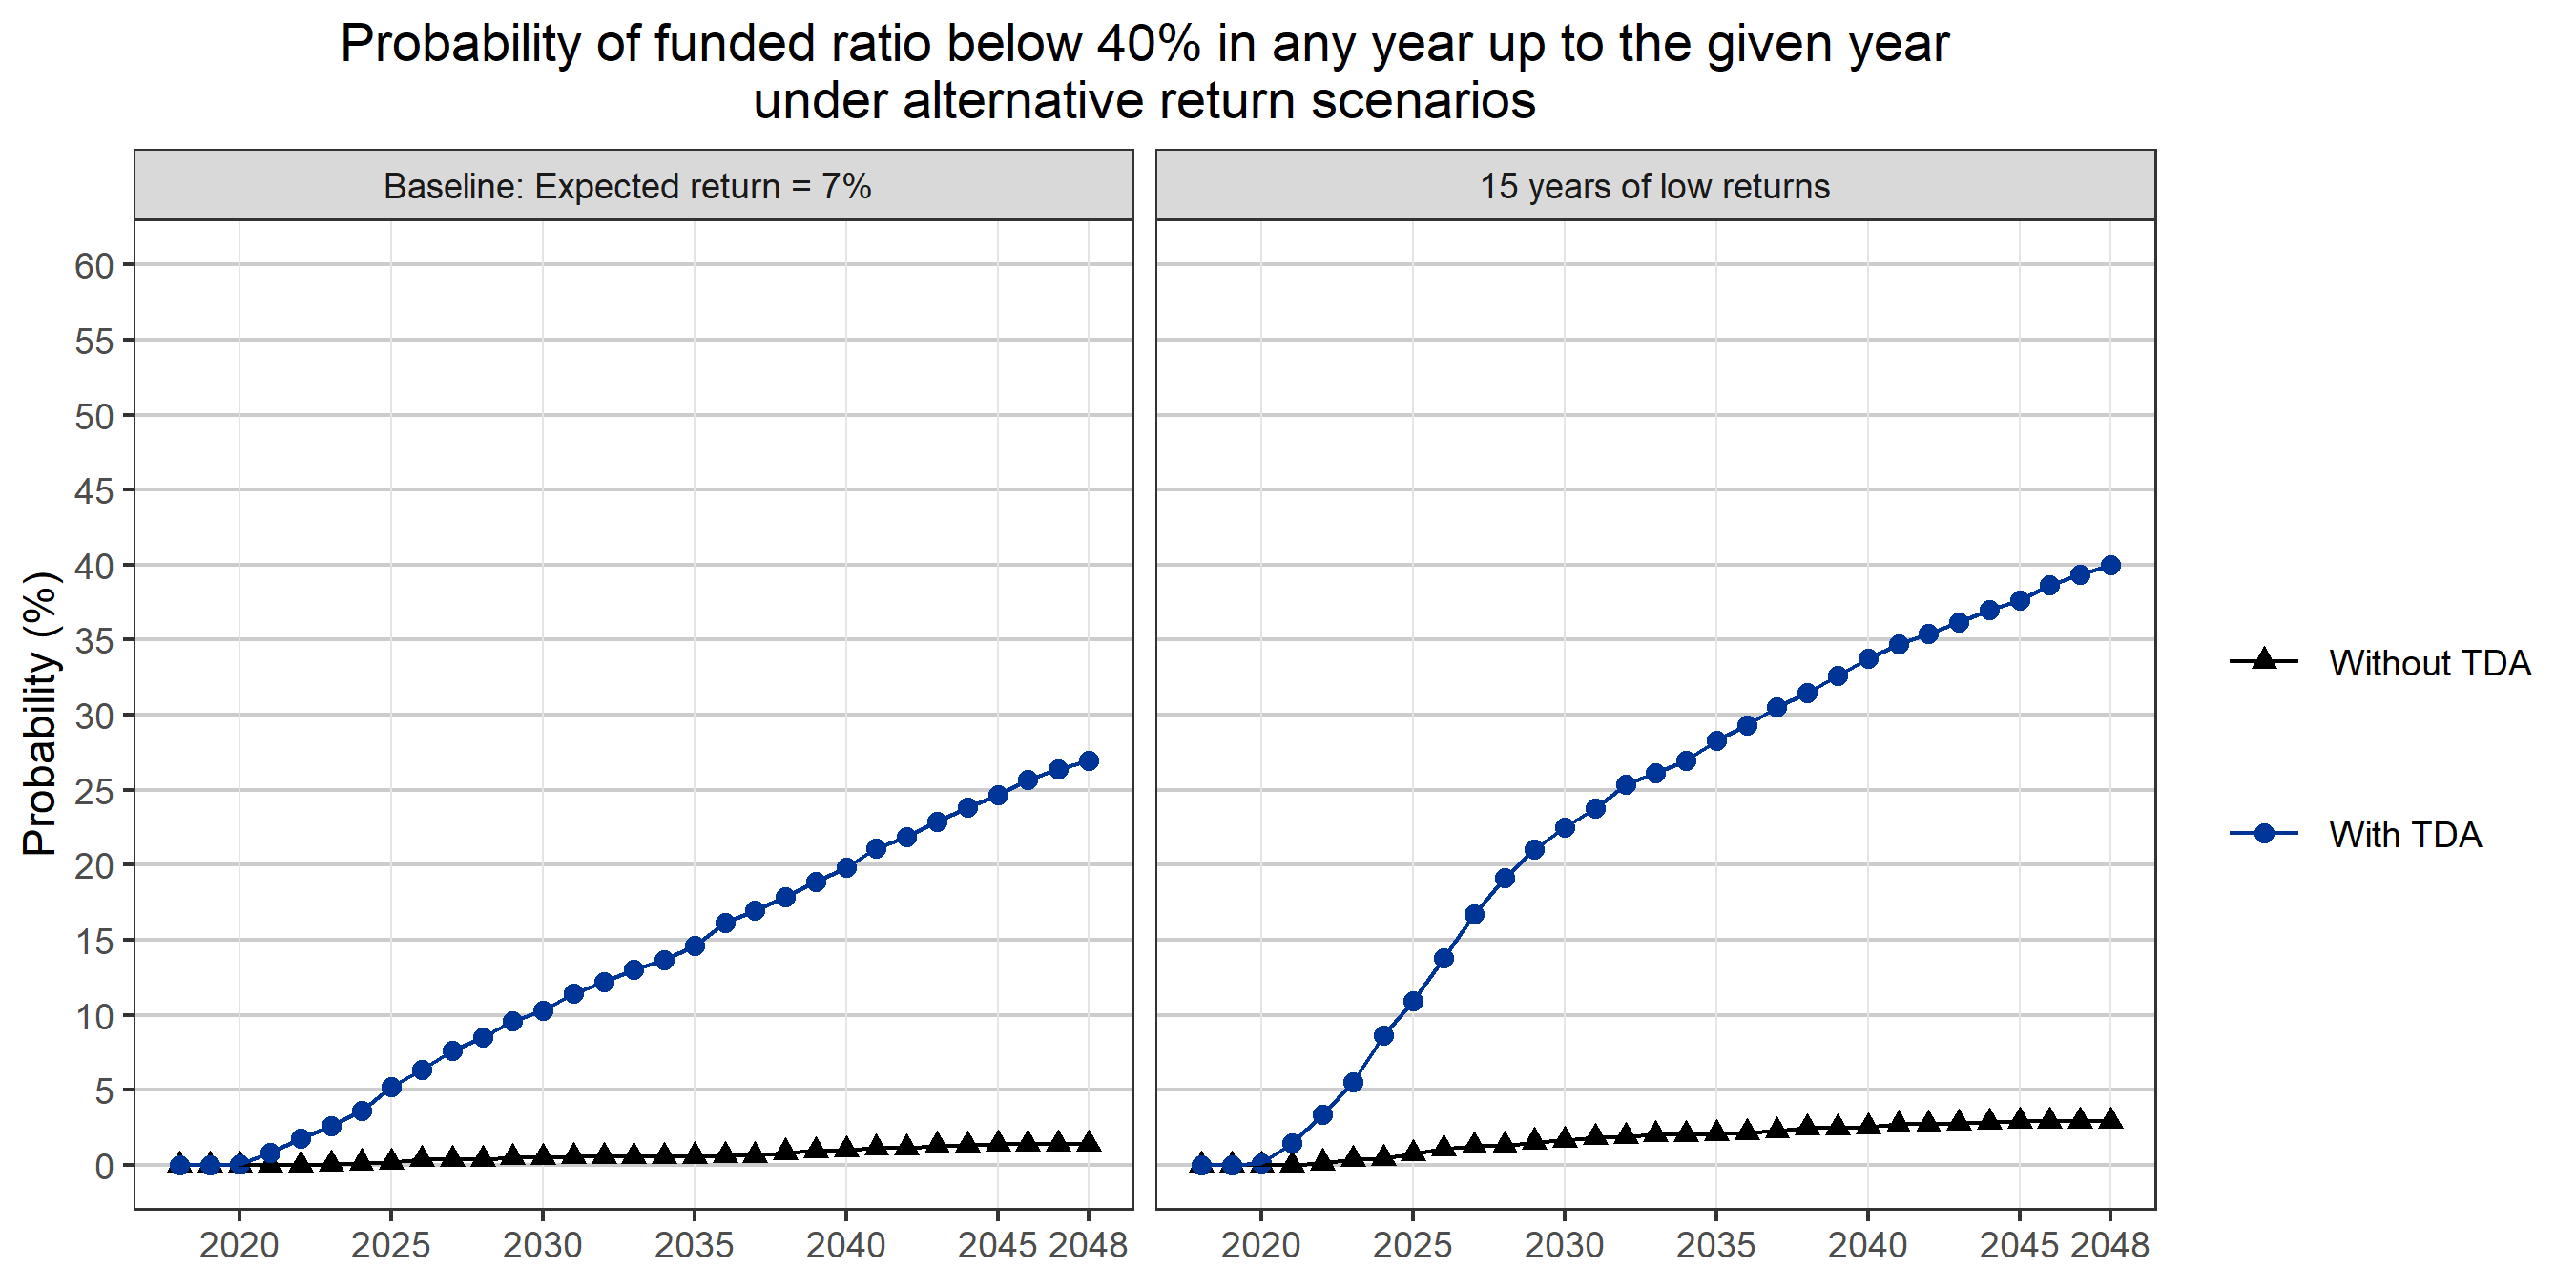 Probability of funded ratio below 40% in any year up to the given year
under alternative return scenarios
Baseline: Expected return = 7%
15 years of low returns
Probability (%)
60
55
50
45
40
35
30
25
20
15
10
5
0
2020 2025 2030 2035 2040 2045 2048
2020 2025 2030 2035 2040 2045 2048
Without TDA
With TDA